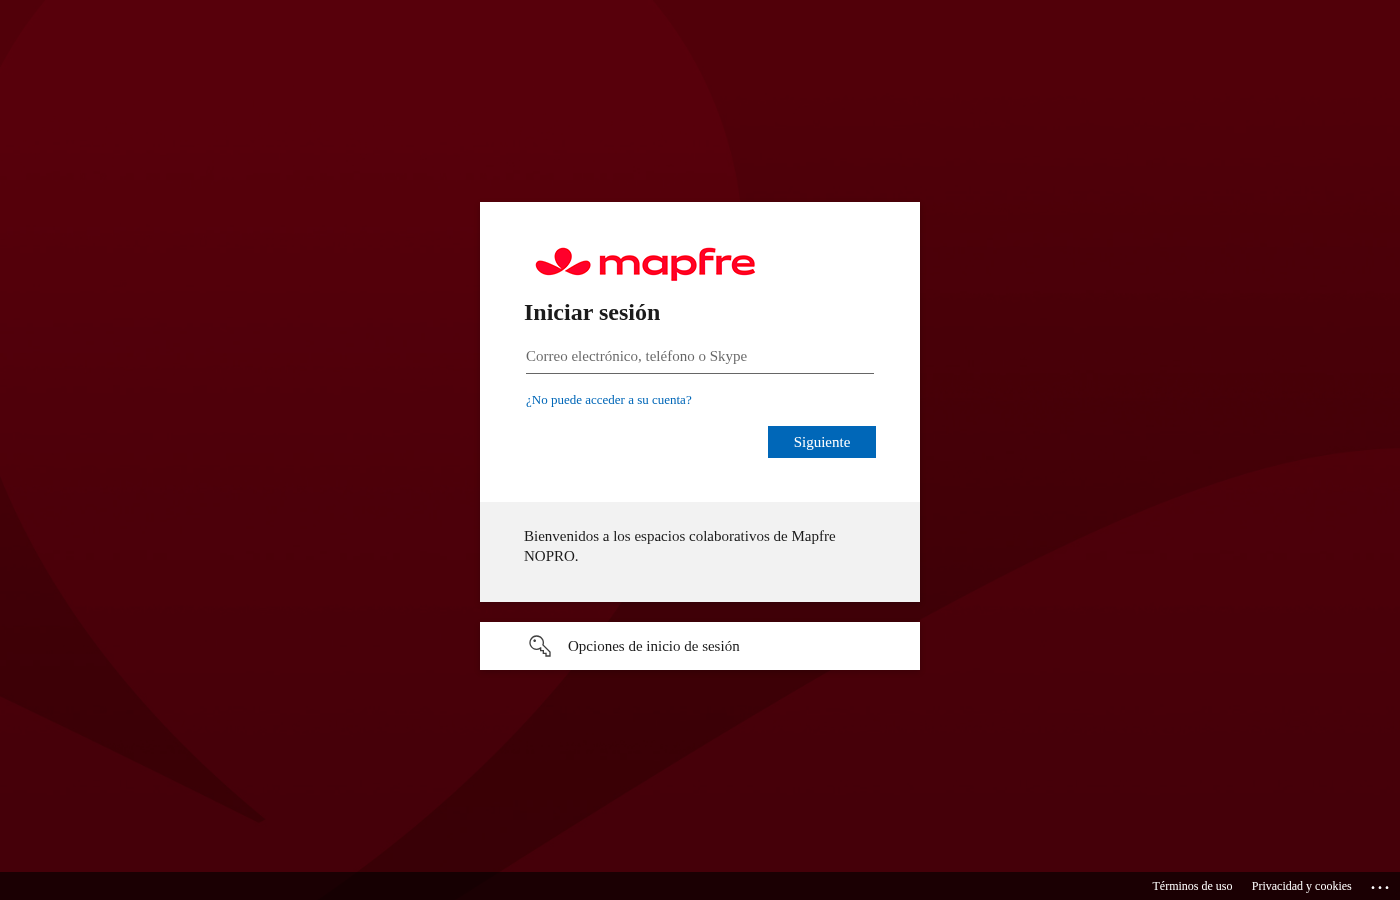 mapfre
Iniciar sesión
Correo electrónico, teléfono o Skype
¿No puede acceder a su cuenta?
Siguiente
Bienvenidos a los espacios colaborativos de Mapfre
NOPRO.
Opciones de inicio de sesión
Términos de uso Privacidad y cookies ...